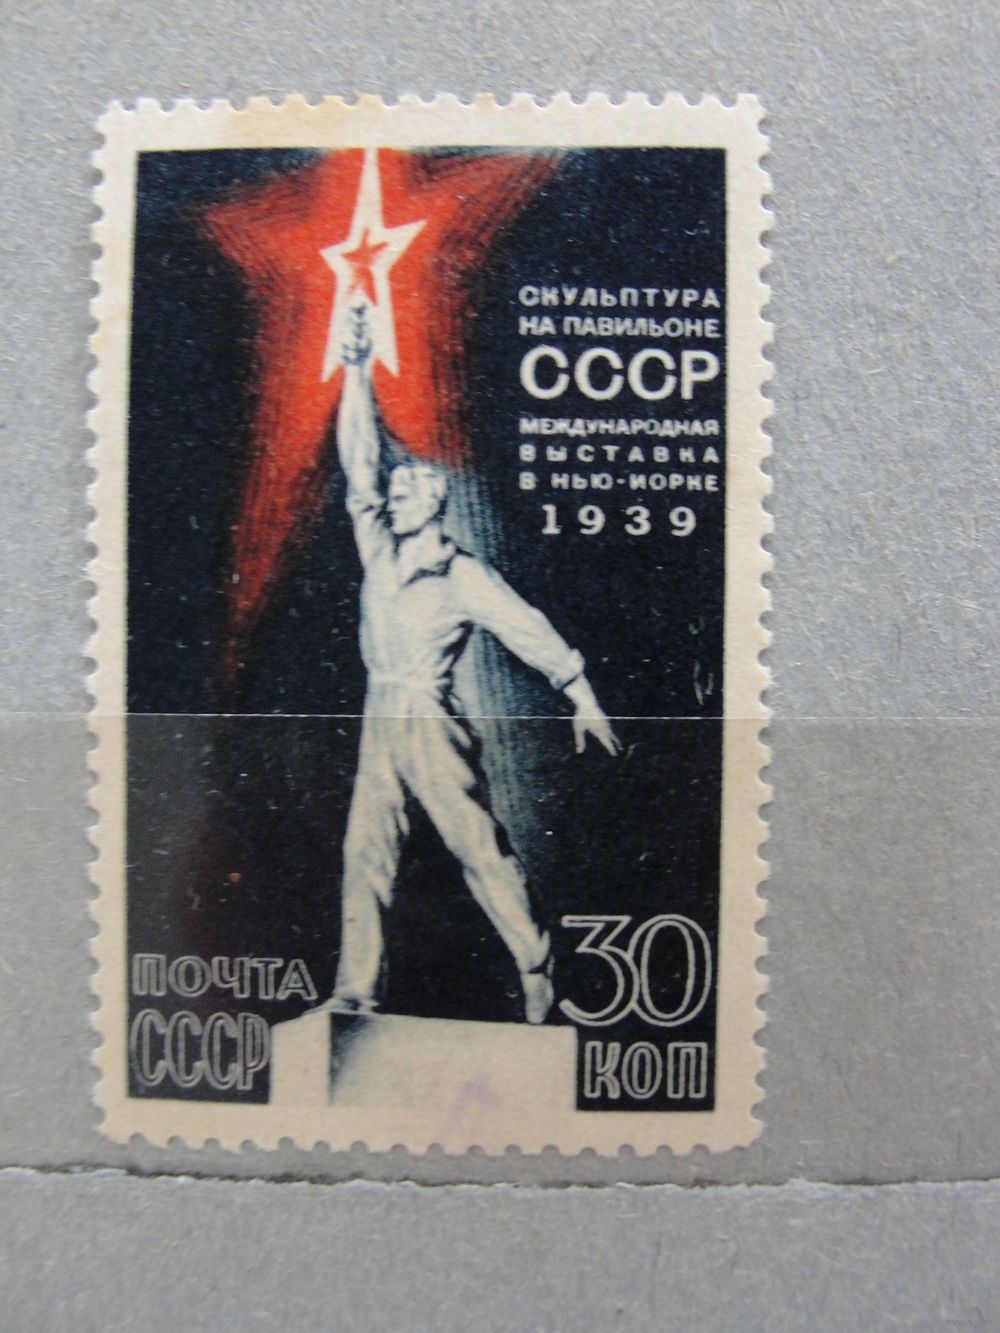 СКУЛЬПТУРА
НА ПАВИЛЬОНЕ
СССР
МЕЖДУНАРОДНАЯ
ВЫСТАВКА
В НЬЮ-ИОРКЕ
1939
30
КОП
ПОЧТА
СССР